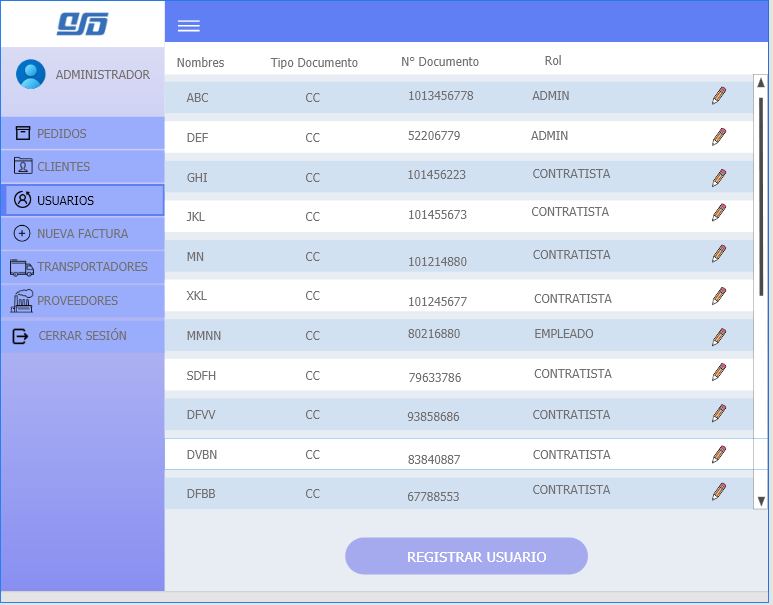 ADMINISTRADOR
PEDIDOS
CLIENTES
USUARIOS
NUEVA FACTURA
TRANSPORTADORES
PROVEEDORES
CERRAR SESIÓN
Nombres Tipo Documento N° Documento Rol
ABC CC 1013456778 ADMIN
DEF CC 52206779 ADMIN
GHI CC 101456223 CONTRATISTA
JKL CC 101455673 CONTRATISTA
MN CC 101214880 CONTRATISTA
XKL CC 101245677 CONTRATISTA
MMNN CC 80216880 EMPLEADO
SDFH CC 79633786 CONTRATISTA
DFVV CC 93858686 CONTRATISTA
DVBN CC 83840887 CONTRATISTA
DFBB CC 67788553 CONTRATISTA
REGISTRAR USUARIO